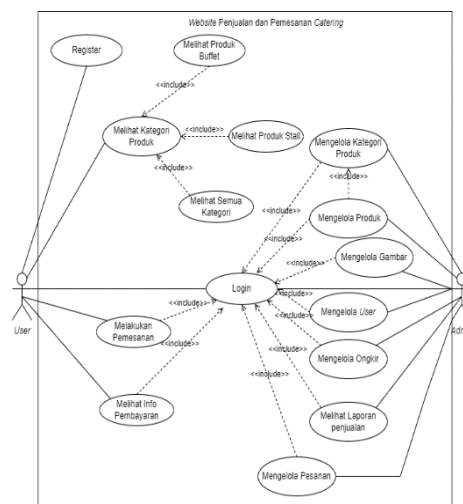 Website Penjualan dan Pemesanan Catering
Register
Melihat Produk
Buffet
<<include>>
Melihat Kategori
Produk
<<include>>
Melihat Produk Stall
<<include>>
Melihat Semua
Kategori
Mengelola Kategori
Produk
<<include>>
<<include>>
Mengelola Produk
<<include>>
Mengelola Gambar
<<include>>
Login
User
<<include>>
<<include>>
Mengelola User
Melakukan
Pemesanan
<<include>>
<<include>>
Mengelola Ongkir
<<include>>
Melihat Info
Pembayaran
<<include>>
Melihat Laporan
penjualan
Mengelola Pesanan